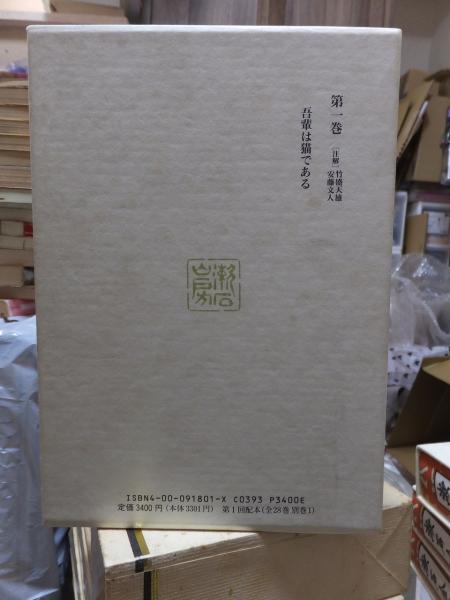 第一巻 〔注解〕 竹盛天雄
安藤文人
吾輩は猫である
漱石
ISBN4-00-091801-X C0393 P3400E
定価3400円 (本体3301円) 第1回配本(全28巻 別巻1)